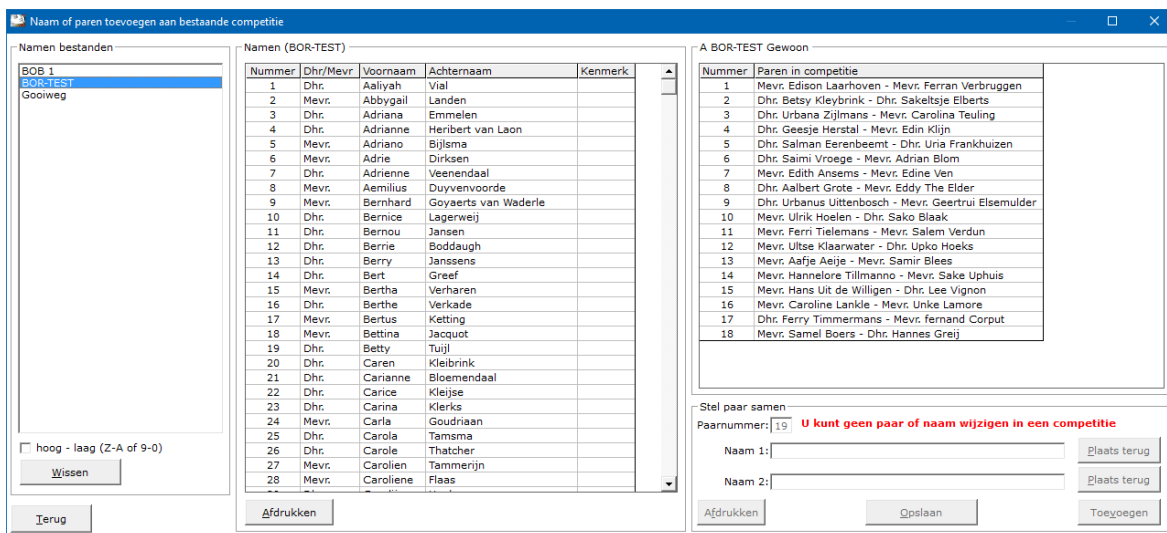 Naam of paren toevoegen aan bestaande competitie
Namen bestanden
BOB 1
BOR-TEST
Gooiweg
hoog - laag (Z-A of 9-0)
Wissen
Terug
Namen (BOR-TEST)
Nummer Dhr/Mevr Voornaam Achternaam Kenmerk
1 Dhr. Aaliyah Vial
2 Mevr. Abbygail Landen
3 Dhr. Adriana Emmelen
4 Dhr. Adrianne Heribert van Laon
5 Mevr. Adriano Bijlsma
6 Mevr. Adrie Dirksen
7 Dhr. Adrienne Veenendaal
8 Mevr. Aemilius Duyvenvoorde
9 Mevr. Bernhard Goyaerts van Waderle
10 Dhr. Bernice Lagerweij
11 Dhr. Bernou Jansen
12 Dhr. Berrie Boddaugh
13 Dhr. Berry Janssens
14 Dhr. Bert Greef
15 Mevr. Bertha Verharen
16 Dhr. Berthe Verkade
17 Mevr. Bertus Ketting
18 Mevr. Bettina Jacquot
19 Dhr. Betty Tuijl
20 Dhr. Caren Kleibrink
21 Dhr. Carianne Bloemendaal
22 Dhr. Carice Kleijse
23 Dhr. Carina Klerks
24 Mevr. Carla Goudriaan
25 Dhr. Carola Tamsma
26 Dhr. Carole Thatcher
27 Mevr. Carolien Tammerijn
28 Mevr. Caroliene Flaas
Afdrukken
A BOR-TEST Gewoon
Nummer Paren in competitie
1 Mevr. Edison Laarhoven - Mevr. Ferran Verbruggen
2 Dhr. Betsy Kleybrink - Dhr. Sakeltsje Elberts
3 Dhr. Urbana Zijlmans - Mevr. Carolina Teuling
4 Dhr. Geesje Herstal - Mevr. Edin Klijn
5 Dhr. Salman Eerenbeemt - Dhr. Uria Frankhuizen
6 Dhr. Saimi Vroege - Mevr. Adrian Blom
7 Mevr. Edith Ansems - Mevr. Edine Ven
8 Dhr. Aalbert Grote - Mevr. Eddy The Elder
9 Dhr. Urbanus Uittenbosch - Mevr. Geertrui Elsemulder
10 Mevr. Ulrik Hoelen - Dhr. Sako Blaak
11 Mevr. Ferri Tielemans - Mevr. Salem Verdun
12 Mevr. Ultse Klaarwater - Dhr. Upko Hoeks
13 Mevr. Aafje Aeije - Mevr. Samir Blees
14 Mevr. Hannelore Tillmanno - Mevr. Sake Uphuis
15 Mevr. Hans Uit de Willigen - Dhr. Lee Vignon
16 Mevr. Caroline Lankle - Mevr. Unke Lamore
17 Dhr. Ferry Timmermans - Mevr. fernand Corput
18 Mevr. Samel Boers - Dhr. Hannes Greij
Stel paar samen
Paarnummer: 19 U kunt geen paar of naam wijzigen in een competitie
Naam 1: Plaats terug
Naam 2: Plaats terug
Afdrukken Opslaan Toevoegen